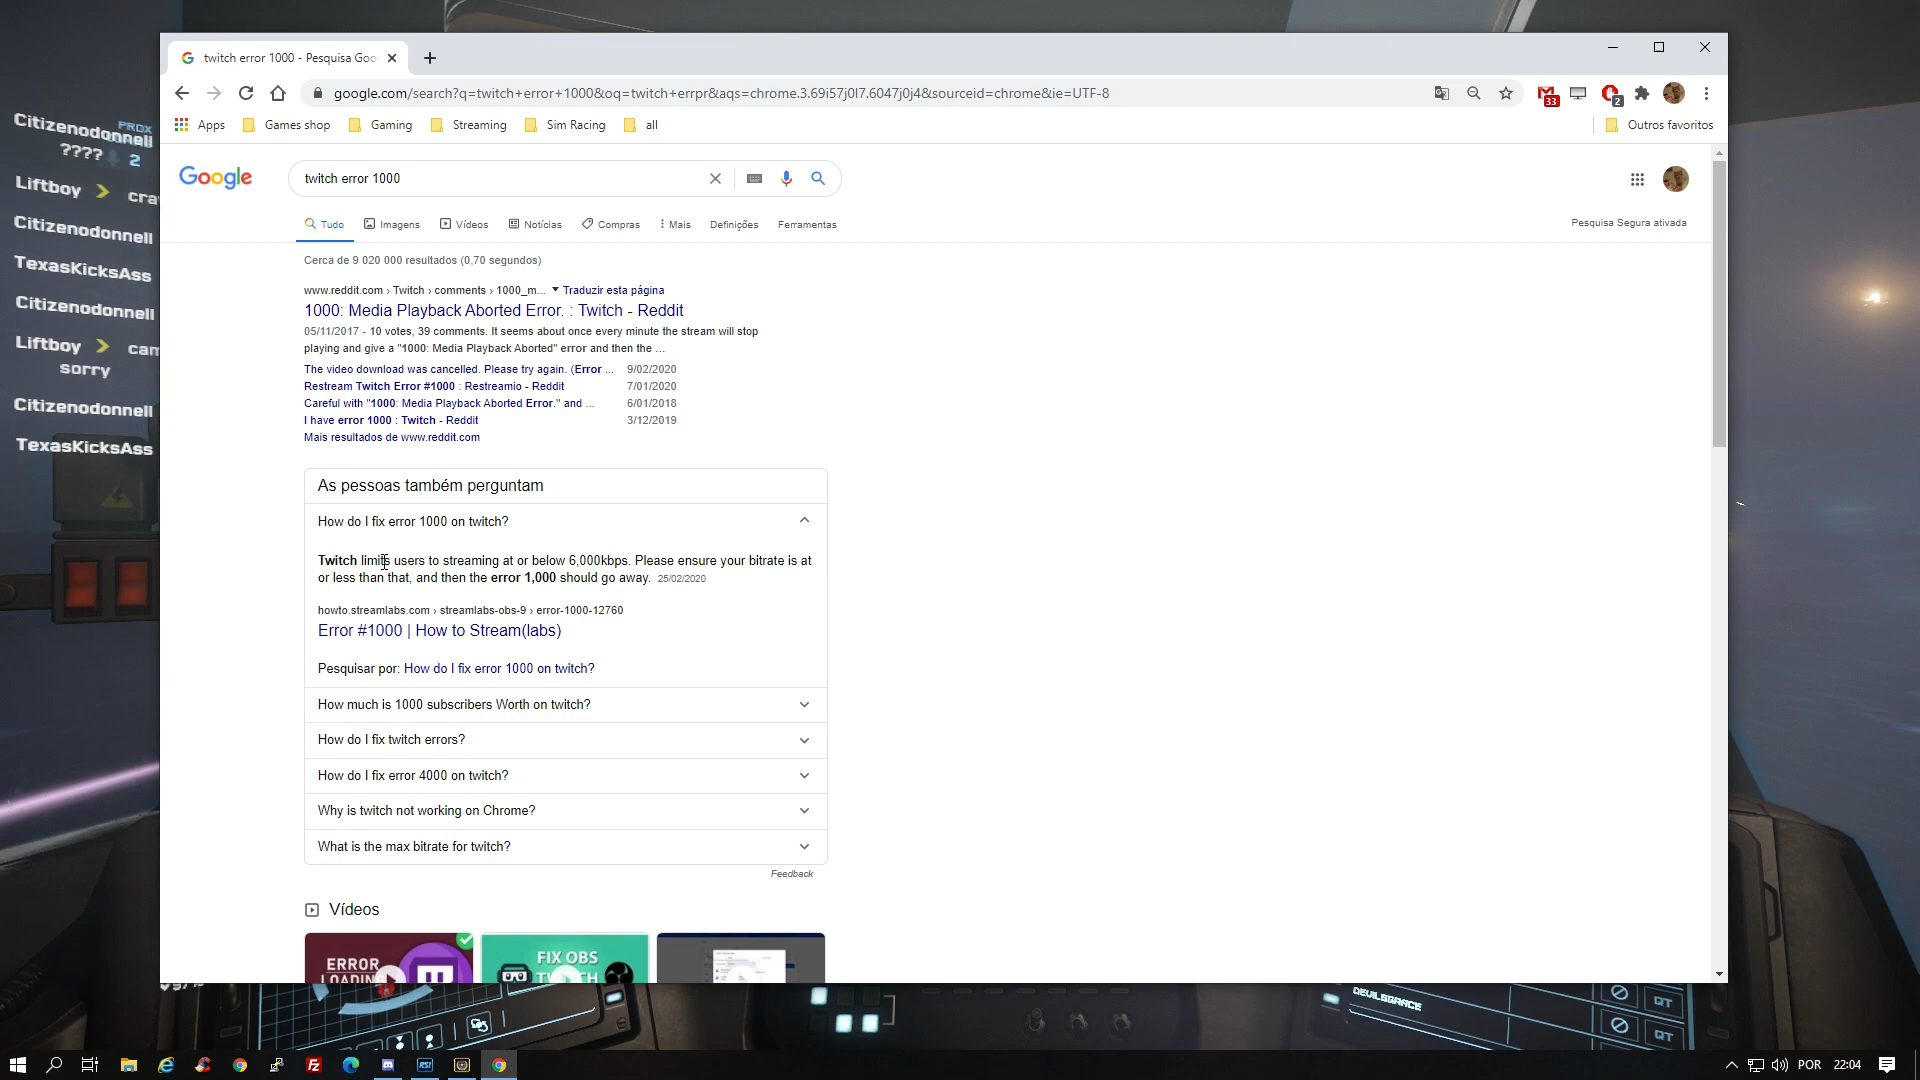 twitch error 1000 - Pesquisa Goo
google.com/search?q=twitch+error+1000&oq=twitch+errpr&aqs=chrome.3.69i57j0l7.6047j0j4&sourceid=chrome&ie=UTF-8
33
2
Apps
Games shop
Gaming
Streaming
Sim Racing
all
Outros favoritos
Google
twitch error 1000
Tudo
Imagens
Vídeos
Notícias
Compras
Mais
Definições
Ferramentas
Pesquisa Segura ativada
Cerca de 9 020 000 resultados (0,70 segundos)
www.reddit.com › Twitch › comments › 1000_m... Traduzir esta página
1000: Media Playback Aborted Error. : Twitch - Reddit
05/11/2017 - 10 votes, 39 comments. It seems about once every minute the stream will stop
playing and give a "1000: Media Playback Aborted" error and then the ...
The video download was cancelled. Please try again. (Error ... 9/02/2020
Restream Twitch Error #1000 : Restreamio - Reddit 7/01/2020
Careful with "1000: Media Playback Aborted Error." and ... 6/01/2018
I have error 1000 : Twitch - Reddit 3/12/2019
Mais resultados de www.reddit.com
As pessoas também perguntam
How do I fix error 1000 on twitch?
Twitch limits users to streaming at or below 6,000kbps. Please ensure your bitrate is at
or less than that, and then the error 1,000 should go away. 25/02/2020
howto.streamlabs.com › streamlabs-obs-9 › error-1000-12760
Error #1000 | How to Stream(labs)
Pesquisar por: How do I fix error 1000 on twitch?
How much is 1000 subscribers Worth on twitch?
How do I fix twitch errors?
How do I fix error 4000 on twitch?
Why is twitch not working on Chrome?
What is the max bitrate for twitch?
Feedback
Vídeos
ERROR
LOADING
FIX OBS
TWITCH
PROX
Citizenodonnell
???? 2
Liftboy > cra
Citizenodonnell
TexasKicksAss
Citizenodonnell
Liftboy > cam
sorry
Citizenodonnell
TexasKicksAss
DEVILSGRACE
QT
QT
RSI
POR
22:04